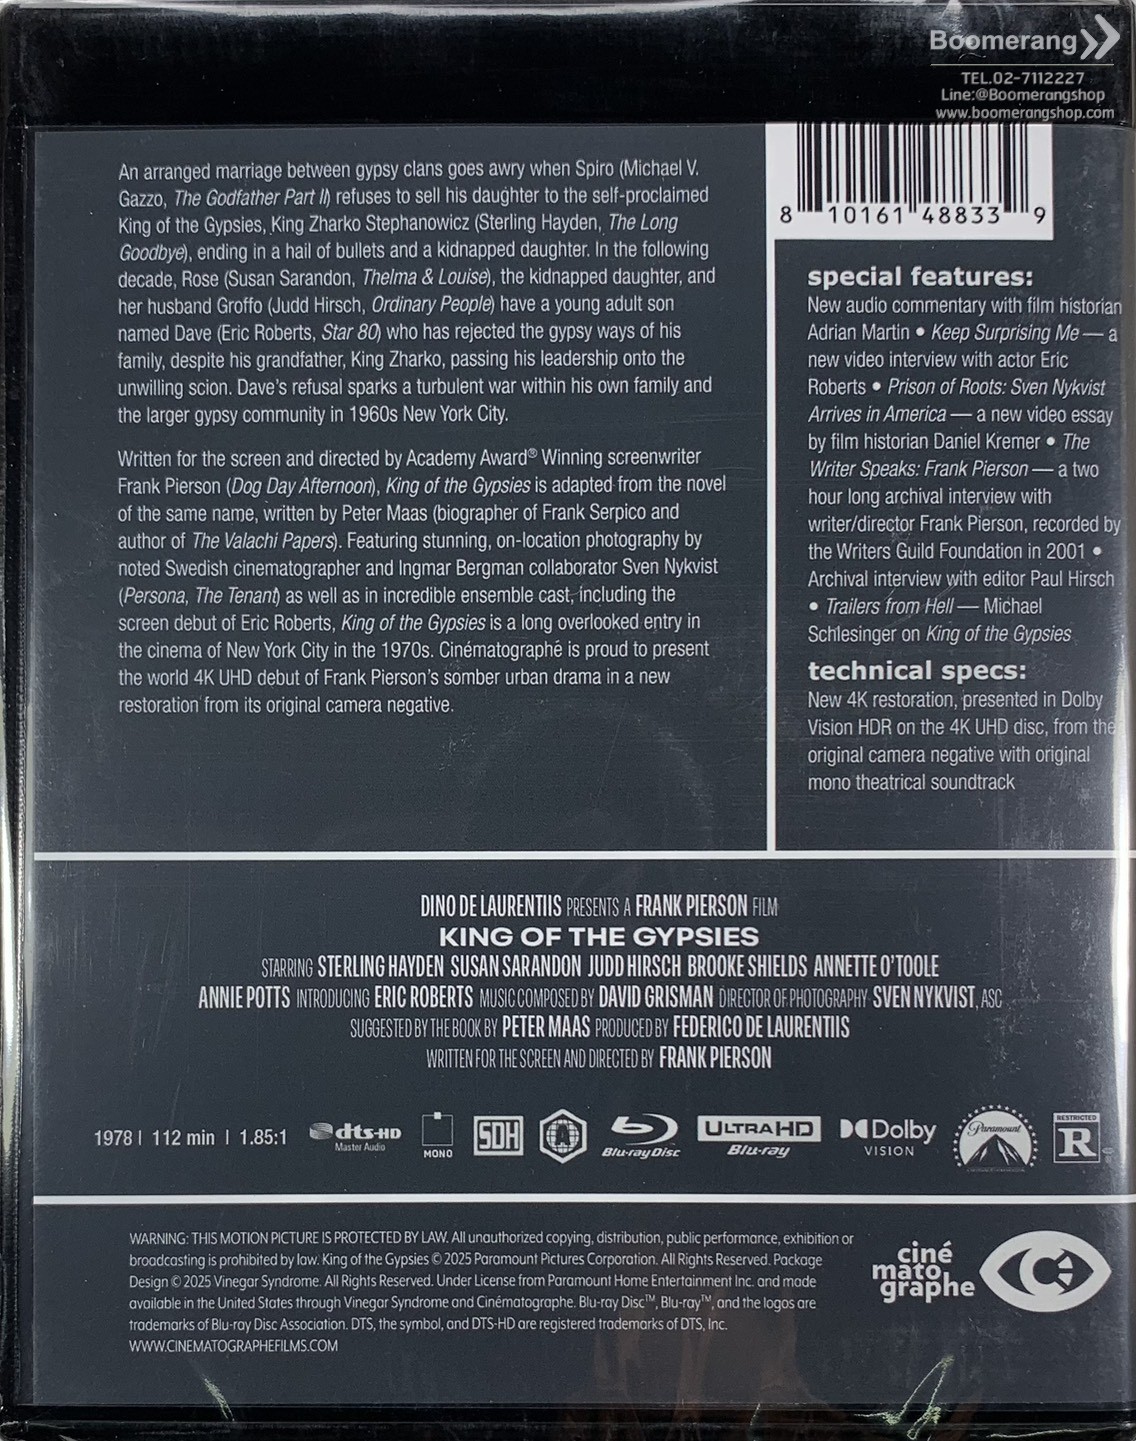 Boomerang
TEL.02-7112227
Line:@Boomerangshop
www.boomerangshop.com
An arranged marriage between gypsy clans goes awry when Spiro (Michael V.
Gazzo, The Godfather Part II) refuses to sell his daughter to the self-proclaimed
King of the Gypsies, King Zharko Stephanowicz (Sterling Hayden, The Long
Goodbye), ending in a hail of bullets and a kidnapped daughter. In the following
decade, Rose (Susan Sarandon, Thelma & Louise), the kidnapped daughter, and
her husband Groffo (Judd Hirsch, Ordinary People) have a young adult son
named Dave (Eric Roberts, Star 80) who has rejected the gypsy ways of his
family, despite his grandfather, King Zharko, passing his leadership onto the
unwilling scion. Dave's refusal sparks a turbulent war within his own family and
the larger gypsy community in 1960s New York City.
Written for the screen and directed by Academy Award® Winning screenwriter
Frank Pierson (Dog Day Afternoon), King of the Gypsies is adapted from the novel
of the same name, written by Peter Maas (biographer of Frank Serpico and
author of The Valachi Papers). Featuring stunning, on-location photography by
noted Swedish cinematographer and Ingmar Bergman collaborator Sven Nykvist
(Persona, The Tenant) as well as in incredible ensemble cast, including the
screen debut of Eric Roberts, King of the Gypsies is a long overlooked entry in
the cinema of New York City in the 1970s. Cinématographé is proud to present
the world 4K UHD debut of Frank Pierson's somber urban drama in a new
restoration from its original camera negative.
8 10161 48833 9
special features:
New audio commentary with film historian
Adrian Martin • Keep Surprising Me — a
new video interview with actor Eric
Roberts • Prison of Roots: Sven Nykvist
Arrives in America — a new video essay
by film historian Daniel Kremer • The
Writer Speaks: Frank Pierson — a two
hour long archival interview with
writer/director Frank Pierson, recorded by
the Writers Guild Foundation in 2001 •
Archival interview with editor Paul Hirsch
• Trailers from Hell — Michael
Schlesinger on King of the Gypsies
technical specs:
New 4K restoration, presented in Dolby
Vision HDR on the 4K UHD disc, from the
original camera negative with original
mono theatrical soundtrack
DINO DE LAURENTIIS PRESENTS A FRANK PIERSON FILM
KING OF THE GYPSIES
STARRING STERLING HAYDEN SUSAN SARANDON JUDD HIRSCH BROOKE SHIELDS ANNETTE O'TOOLE
ANNIE POTTS INTRODUCING ERIC ROBERTS MUSIC COMPOSED BY DAVID GRISMAN DIRECTOR OF PHOTOGRAPHY SVEN NYKVIST, ASC
SUGGESTED BY THE BOOK BY PETER MAAS PRODUCED BY FEDERICO DE LAURENTIIS
WRITTEN FOR THE SCREEN AND DIRECTED BY FRANK PIERSON
1978 | 112 min | 1.85:1
dts-HD
Master Audio
MONO
SDH
A
Blu-ray Disc
ULTRA HD
Blu-ray
Dolby
VISION
Paramount
RESTRICTED
R
WARNING: THIS MOTION PICTURE IS PROTECTED BY LAW. All unauthorized copying, distribution, public performance, exhibition or
broadcasting is prohibited by law. King of the Gypsies © 2025 Paramount Pictures Corporation. All Rights Reserved. Package
Design © 2025 Vinegar Syndrome. All Rights Reserved. Under License from Paramount Home Entertainment Inc. and made
available in the United States through Vinegar Syndrome and Cinématographe. Blu-ray Disc™, Blu-ray™, and the logos are
trademarks of Blu-ray Disc Association. DTS, the symbol, and DTS-HD are registered trademarks of DTS, Inc.
WWW.CINEMATOGRAPHEFILMS.COM
ciné
mato
graphe